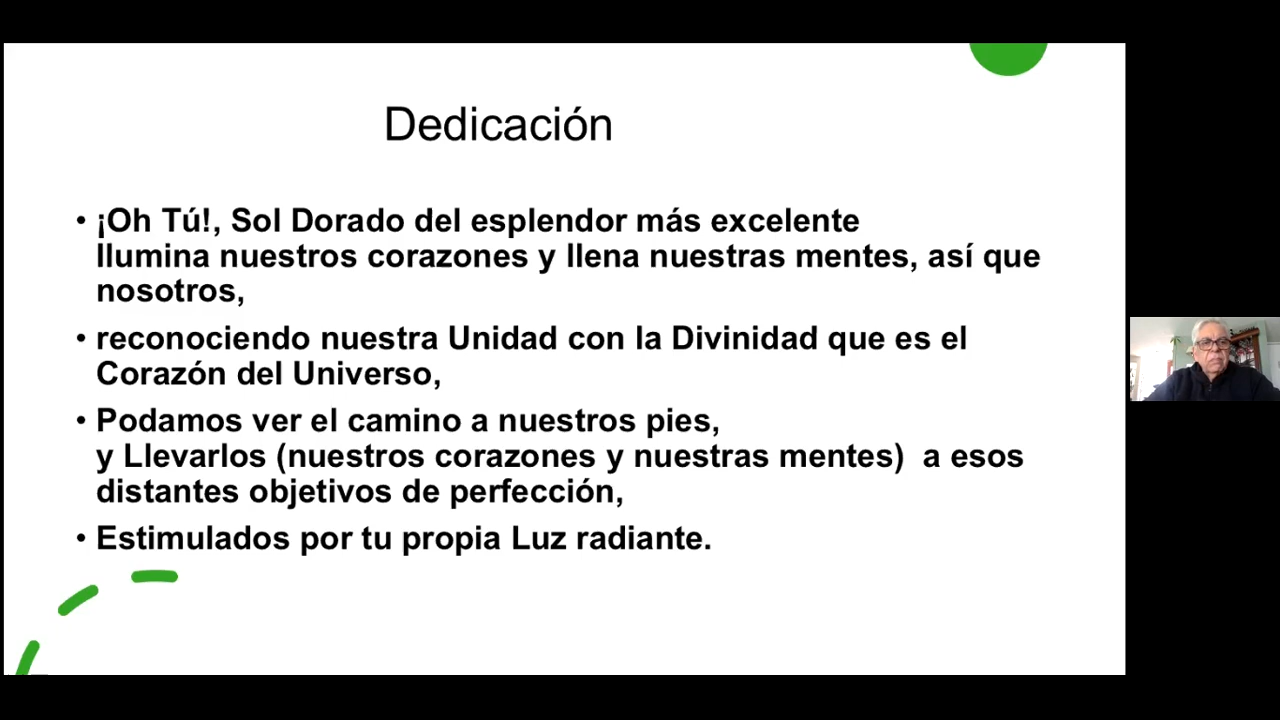 Dedicación
• ¡Oh Tú!, Sol Dorado del esplendor más excelente
Ilumina nuestros corazones y llena nuestras mentes, así que
nosotros,
• reconociendo nuestra Unidad con la Divinidad que es el
Corazón del Universo,
• Podamos ver el camino a nuestros pies,
y Llevarlos (nuestros corazones y nuestras mentes)  a esos
distantes objetivos de perfección,
• Estimulados por tu propia Luz radiante.